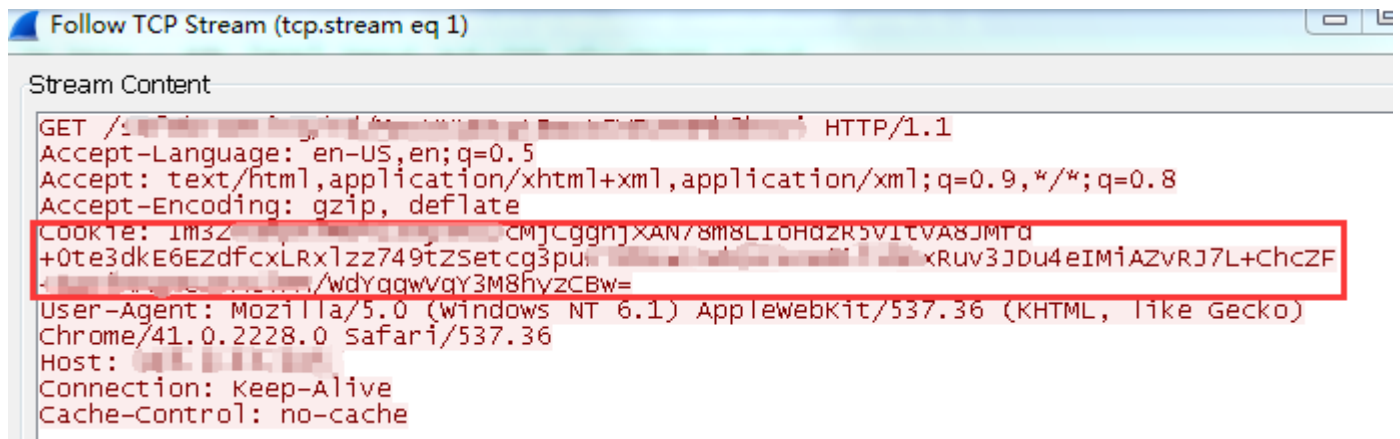 Follow TCP Stream (tcp.stream eq 1)
Stream Content
GET / HTTP/1.1
Accept-Language: en-US,en;q=0.5
Accept: text/html,application/xhtml+xml,application/xml;q=0.9,*/*;q=0.8
Accept-Encoding: gzip, deflate
Cookie:
+0te3dkE6EZdfcxLRxlzz749tZSetcg3pu xRuv3JDu4eIMiAZvRJ7L+ChcZF
/WdYqqwVqY3M8hyzCBw=
User-Agent: Mozilla/5.0 (Windows NT 6.1) AppleWebKit/537.36 (KHTML, like Gecko)
Chrome/41.0.2228.0 Safari/537.36
Host:
Connection: Keep-Alive
Cache-Control: no-cache